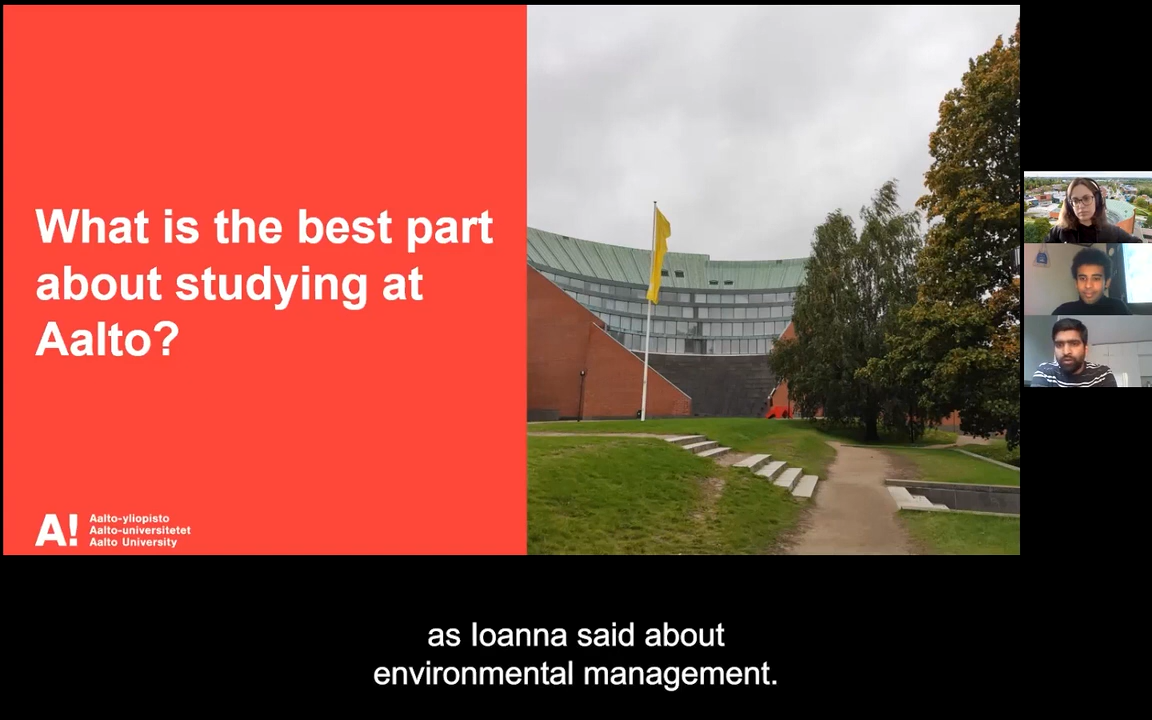 What is the best part
about studying at
Aalto?
A! Aalto-yliopisto
Aalto-universitetet
Aalto University
as Ioanna said about
environmental management.